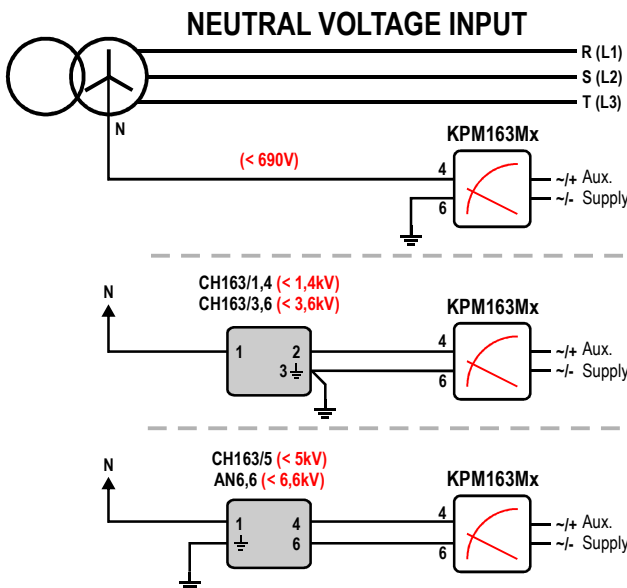 NEUTRAL VOLTAGE INPUT
R (L1)
S (L2)
T (L3)
N
KPM163Mx
(< 690V)
4
~/+ Aux.
6
~/- Supply
CH163/1,4 (< 1,4kV)
CH163/3,6 (< 3,6kV)
N
KPM163Mx
1 2
4
~/+ Aux.
3
6
~/- Supply
CH163/5 (< 5kV)
AN6,6 (< 6,6kV)
N
KPM163Mx
1 4
4
~/+ Aux.
6
6
~/- Supply